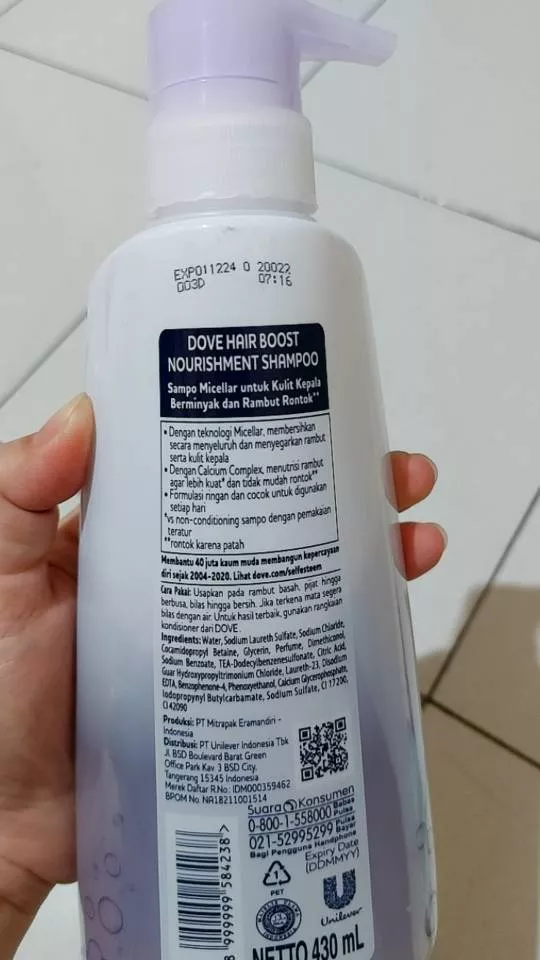 EXP011224 0 20022
003D 07:16
DOVE HAIR BOOST
NOURISHMENT SHAMPOO
Sampo Micellar untuk Kulit Kepala
Berminyak dan Rambut Rontok**
• Dengan teknologi Micellar, membersihkan
secara menyeluruh dan menyegarkan rambut
serta kulit kepala
• Dengan Calcium Complex, menutrisi rambut
agar lebih kuat* dan tidak mudah rontok**
• Formulasi ringan dan cocok untuk digunakan
setiap hari
*vs non-conditioning sampo dengan pemakaian
teratur
**rontok karena patah
Membantu 40 juta kaum muda membangun kepercayaan
diri sejak 2004-2020. Lihat dove.com/selfesteem
Cara Pakai: Usapkan pada rambut basah, pijat hingga
berbusa, bilas hingga bersih. Jika terkena mata segera
bilas dengan air. Untuk hasil terbaik, gunakan rangkaian
kondisioner dari DOVE.
Ingredients: Water, Sodium Laureth Sulfate, Sodium Chloride,
Cocamidopropyl Betaine, Glycerin, Perfume, Dimethiconol,
Sodium Benzoate, TEA-Dodecylbenzenesulfonate, Citric Acid,
Guar Hydroxypropyltrimonium Chloride, Laureth-23, Disodium
EDTA, Benzophenone-4, Phenoxyethanol, Calcium Glycerophosphate,
Iodopropynyl Butylcarbamate, Sodium Sulfate, CI 17200,
CI 42090
Produksi: PT Mitrapak Eramandiri -
Indonesia
Distribusi: PT Unilever Indonesia Tbk
Jl. BSD Boulevard Barat Green
Office Park Kav 3 BSD City.
Tangerang 15345 Indonesia
Merek Daftar R.No: IDM000359462
BPOM No. NA18211001514
Suara Konsumen
0-800-1-558000 Bebas Pulsa
021-52995299 Pulsa Bayar
Bagi Pengguna Handphone
Expiry Date
(DDMMYY)
1
PET
U
Unilever
8 999999 584238 >
NETTO 430 mL